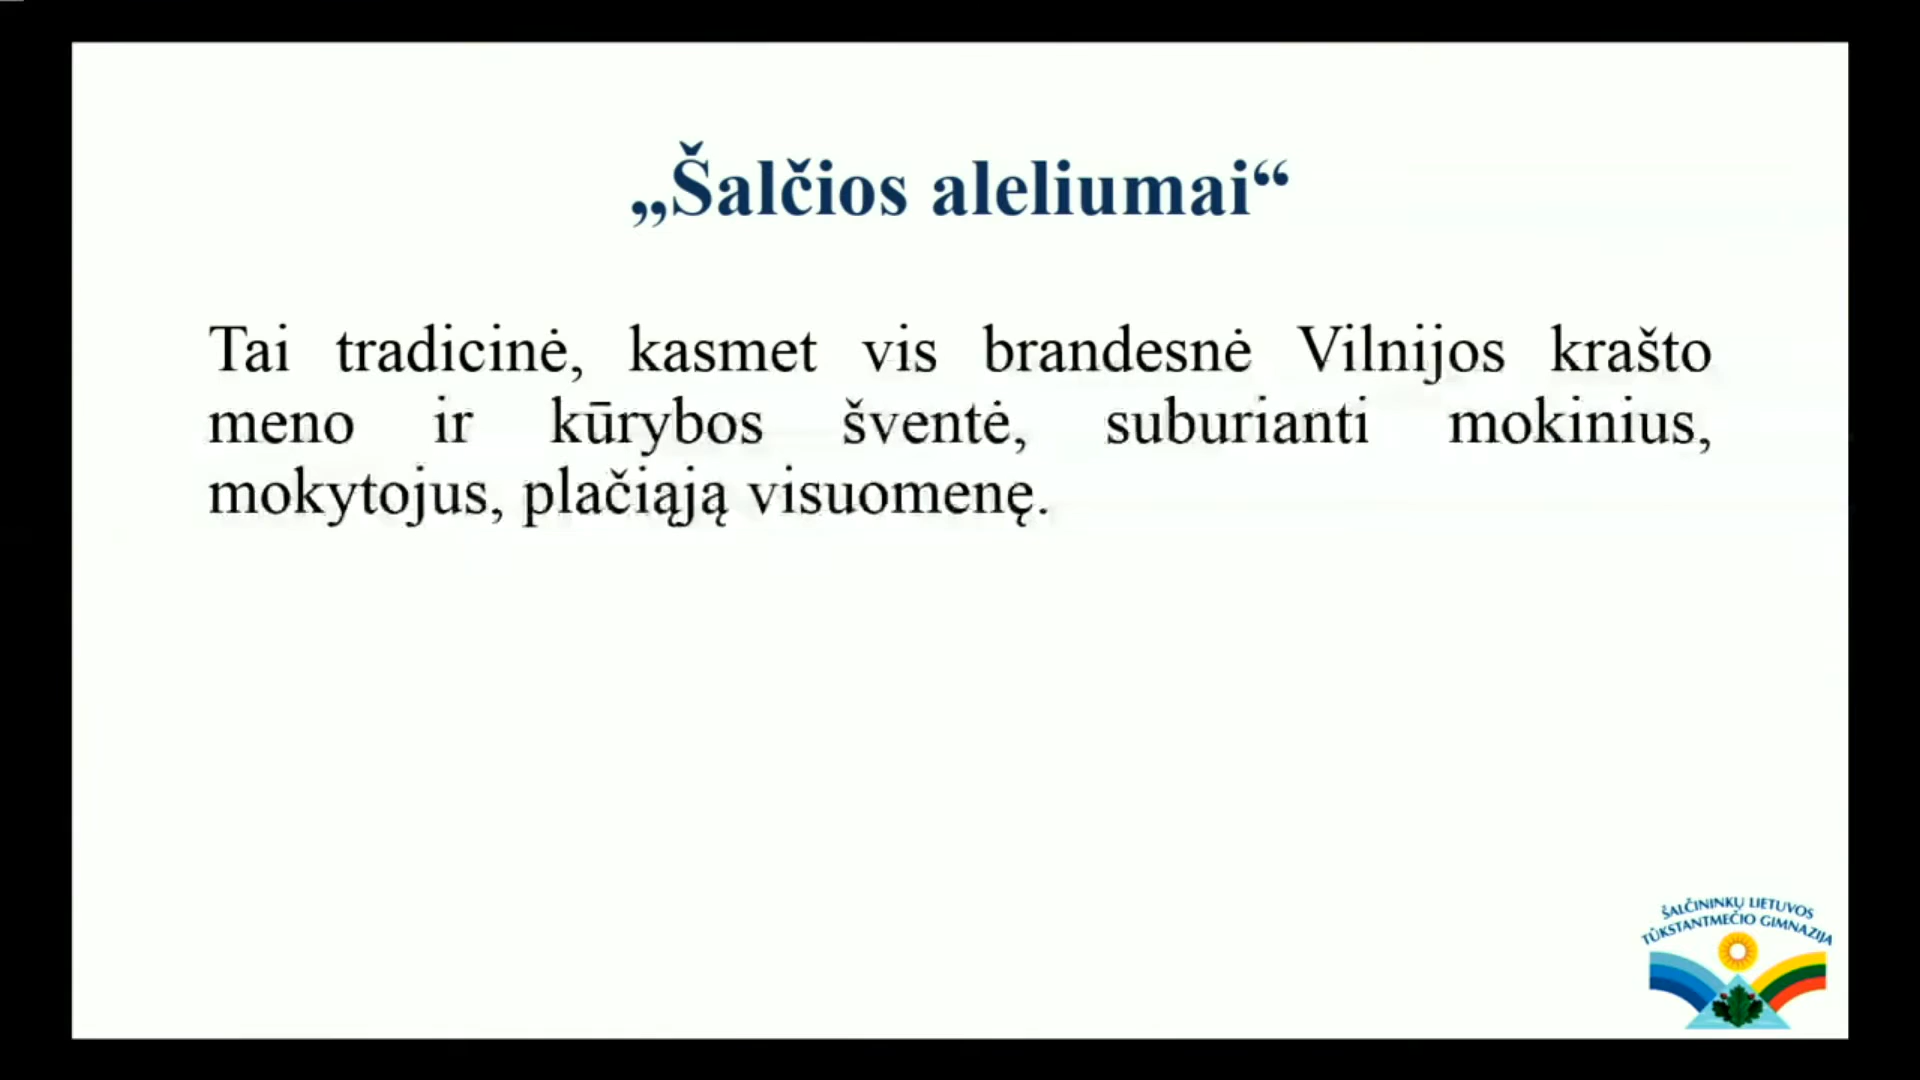 „Šalčios aleliumai“
Tai tradicinė, kasmet vis brandesnė Vilnijos krašto
meno ir kūrybos šventė, suburianti mokinius,
mokytojus, plačiąją visuomenę.
ŠALČININKŲ LIETUVOS
TŪKSTANTMEČIO GIMNAZIJA